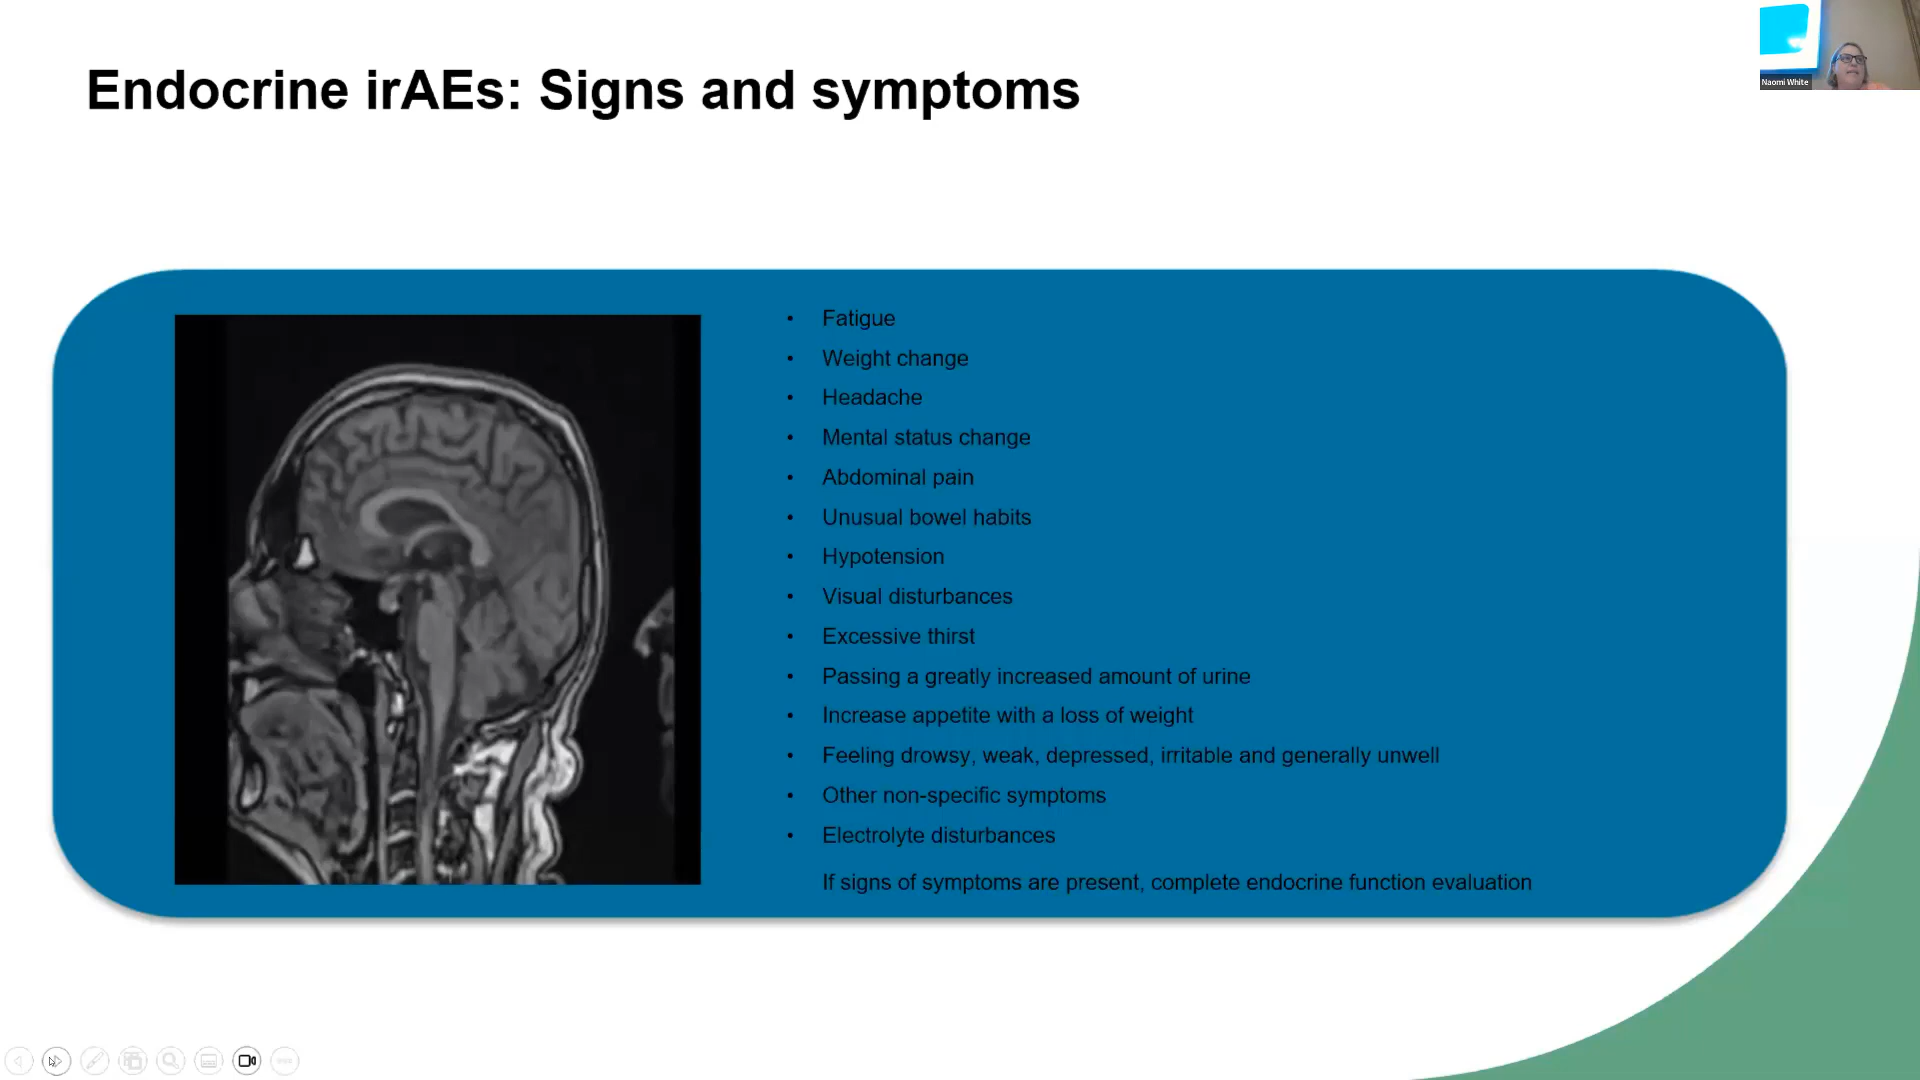 Endocrine irAEs: Signs and symptoms
Naomi White
• Fatigue
• Weight change
• Headache
• Mental status change
• Abdominal pain
• Unusual bowel habits
• Hypotension
• Visual disturbances
• Excessive thirst
• Passing a greatly increased amount of urine
• Increase appetite with a loss of weight
• Feeling drowsy, weak, depressed, irritable and generally unwell
• Other non-specific symptoms
• Electrolyte disturbances
If signs of symptoms are present, complete endocrine function evaluation